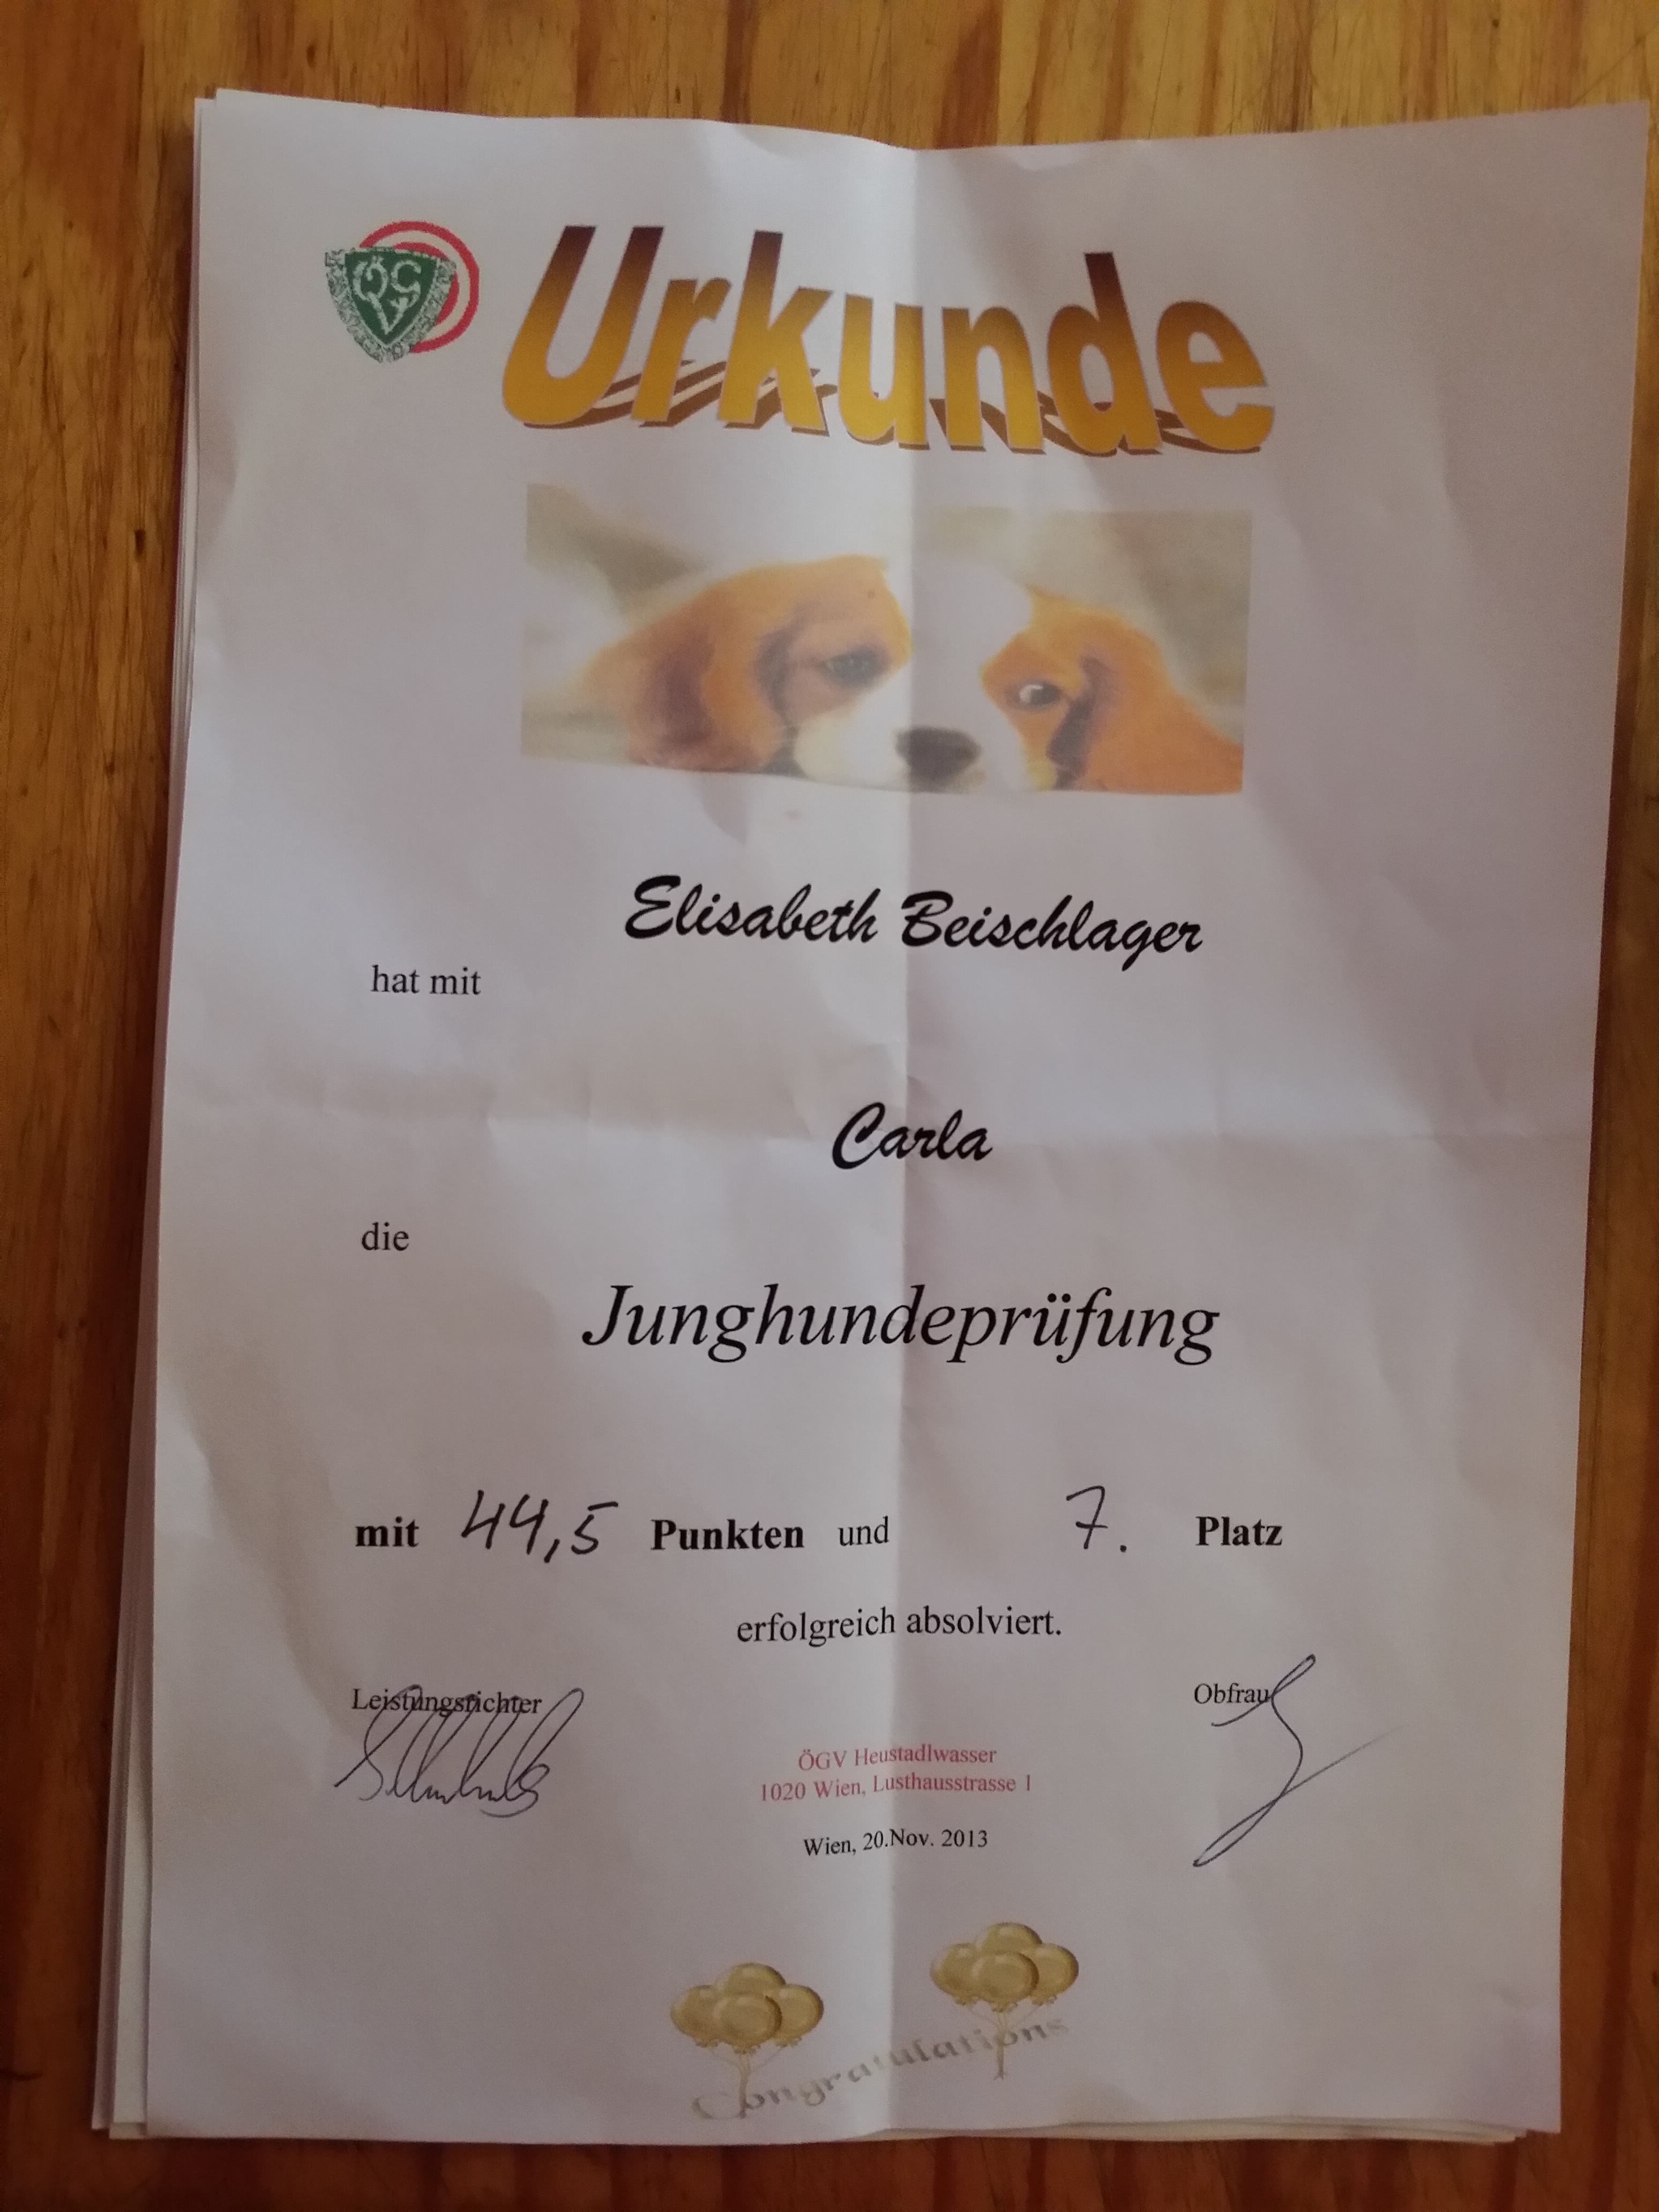 ÖGV
Urkunde
Elisabeth Beischlager
hat mit
Carla
die
Junghundeprüfung
mit 44,5 Punkten und 7. Platz
erfolgreich absolviert.
Leistungsrichter
Obfrau
ÖGV Heustadlwasser
1020 Wien, Lusthausstrasse 1
Wien, 20.Nov. 2013
Congratulations